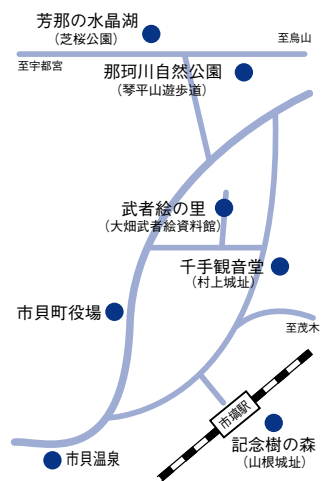 芳那の水晶湖
(芝桜公園)
至烏山
至宇都宮
那珂川自然公園
(琴平山遊歩道)
武者絵の里
(大畑武者絵資料館)
千手観音堂
(村上城址)
市貝町役場
至茂木
市塙駅
記念樹の森
(山根城址)
市貝温泉